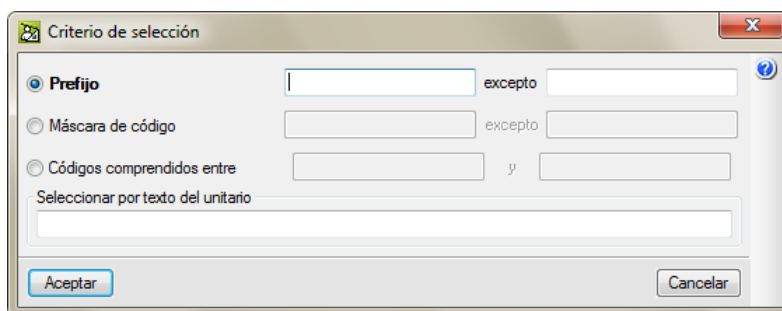 Criterio de selección
Prefijo excepto
Máscara de código excepto
Códigos comprendidos entre y
Seleccionar por texto del unitario
Aceptar Cancelar